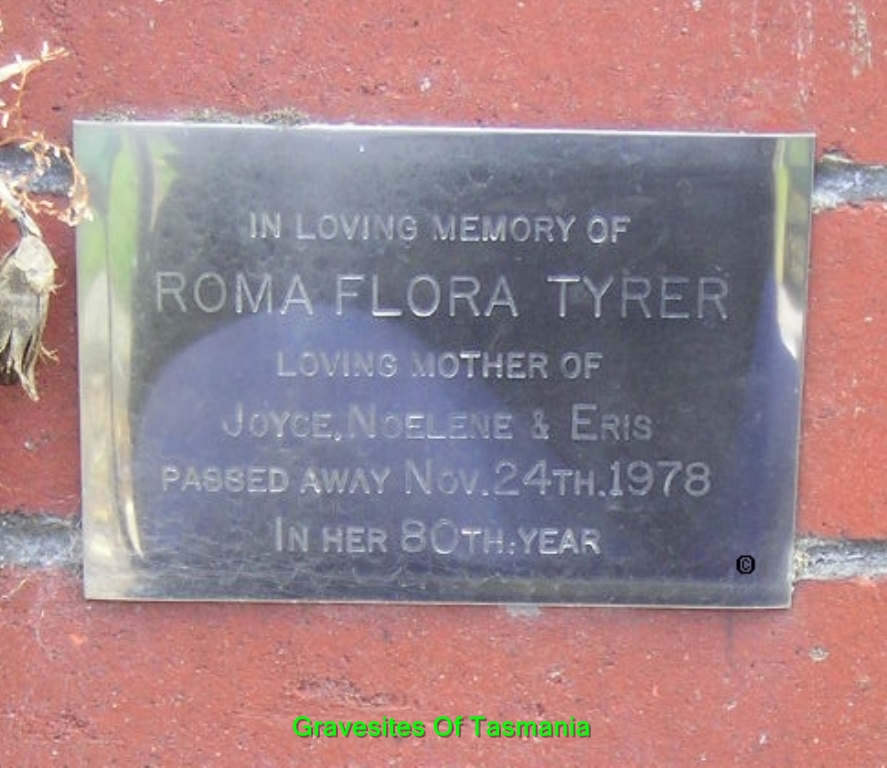 IN LOVING MEMORY OF
ROMA FLORA TYRER
LOVING MOTHER OF
JOYCE, NOELENE & ERIS
PASSED AWAY NOV. 24TH. 1978
IN HER 80TH. YEAR
©
Gravesites Of Tasmania